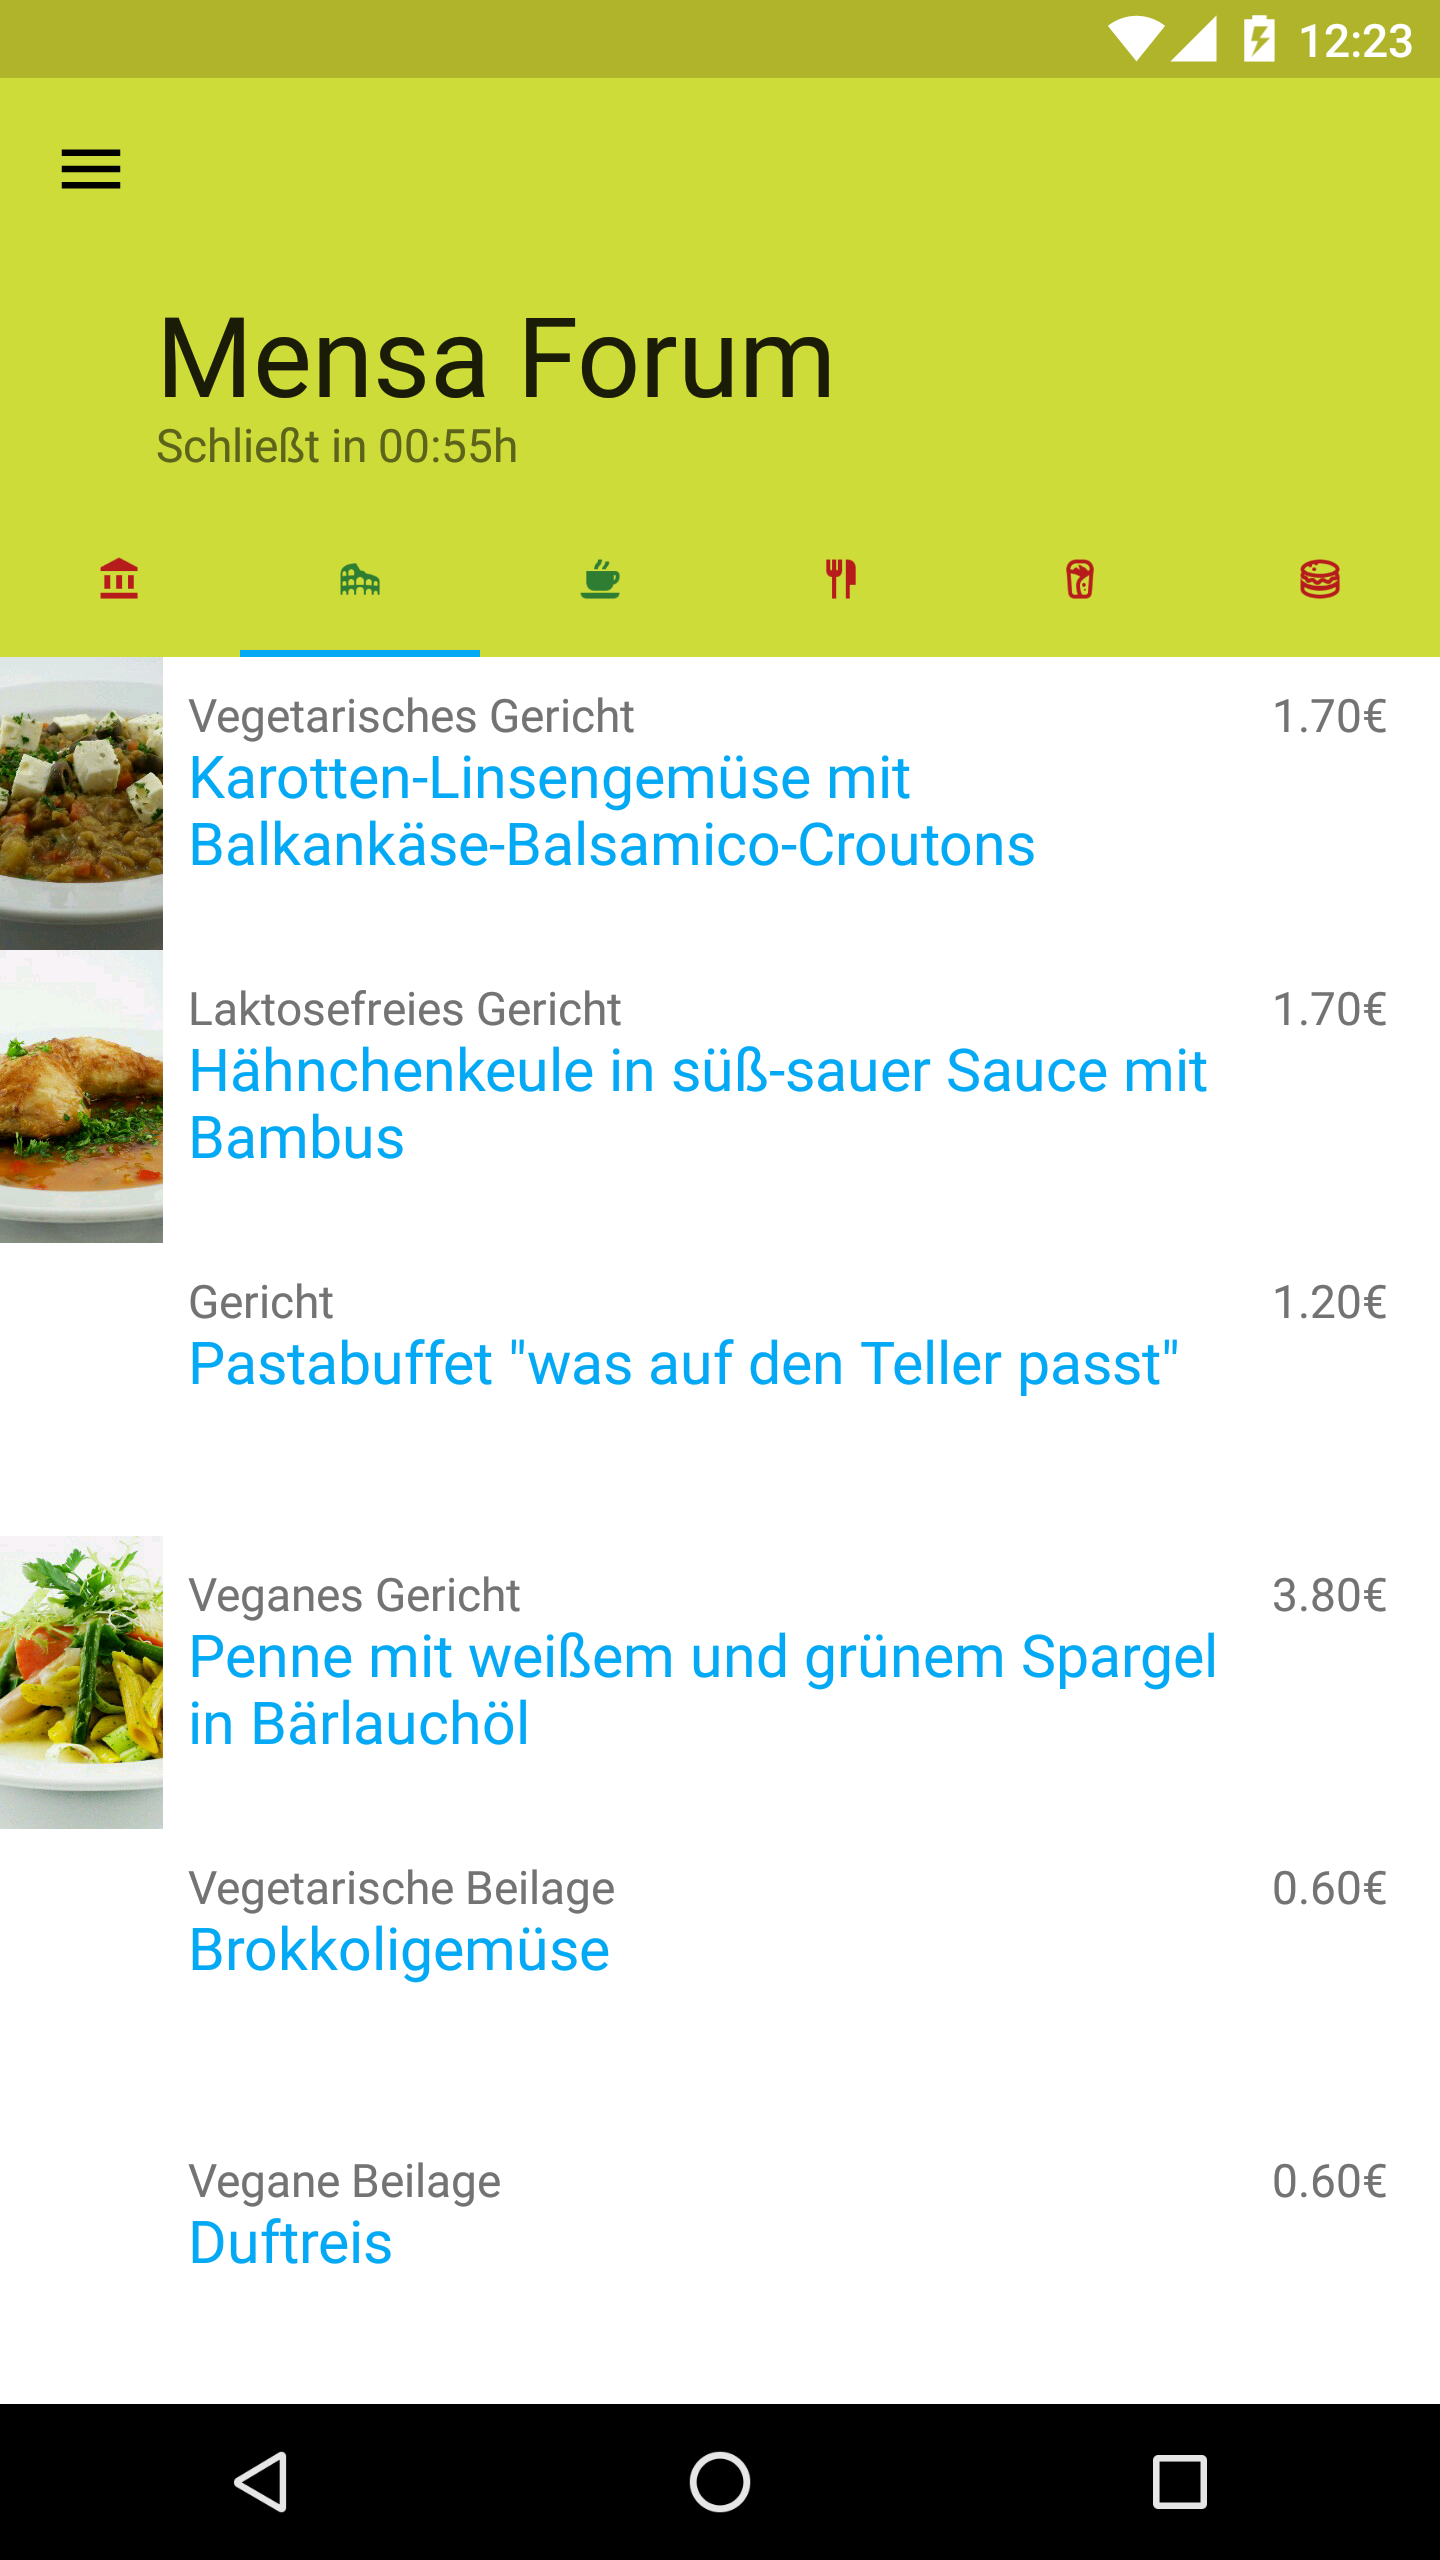 12:23
Mensa Forum
Schließt in 00:55h
Vegetarisches Gericht 1.70€
Karotten-Linsengemüse mit
Balkankäse-Balsamico-Croutons
Laktosefreies Gericht 1.70€
Hähnchenkeule in süß-sauer Sauce mit
Bambus
Gericht 1.20€
Pastabuffet "was auf den Teller passt"
Veganes Gericht 3.80€
Penne mit weißem und grünem Spargel
in Bärlauchöl
Vegetarische Beilage 0.60€
Brokkoligemüse
Vegane Beilage 0.60€
Duftreis